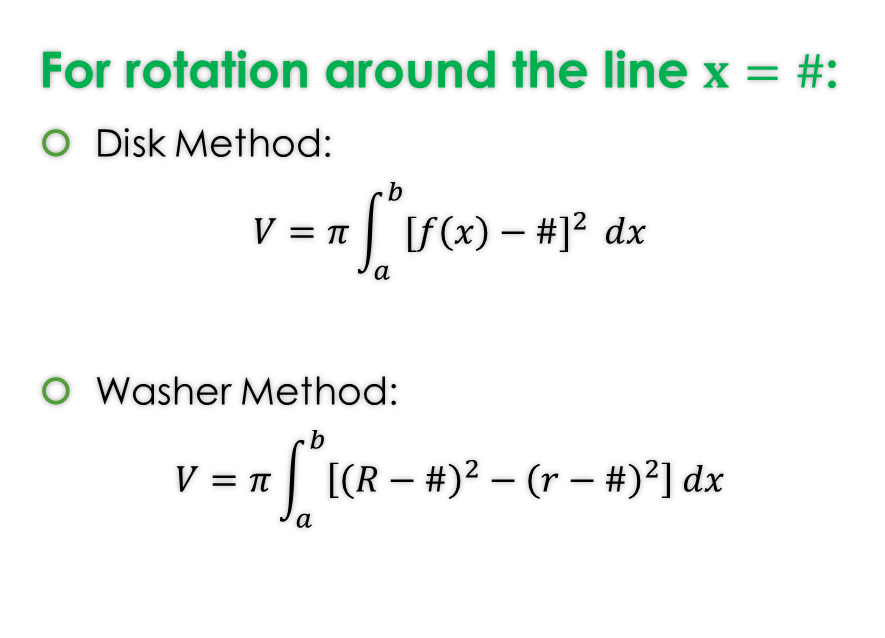 For rotation around the line x = #:
Disk Method:
V = π ∫_a^b [f(x) − #]² dx
Washer Method:
V = π ∫_a^b [(R − #)² − (r − #)²] dx